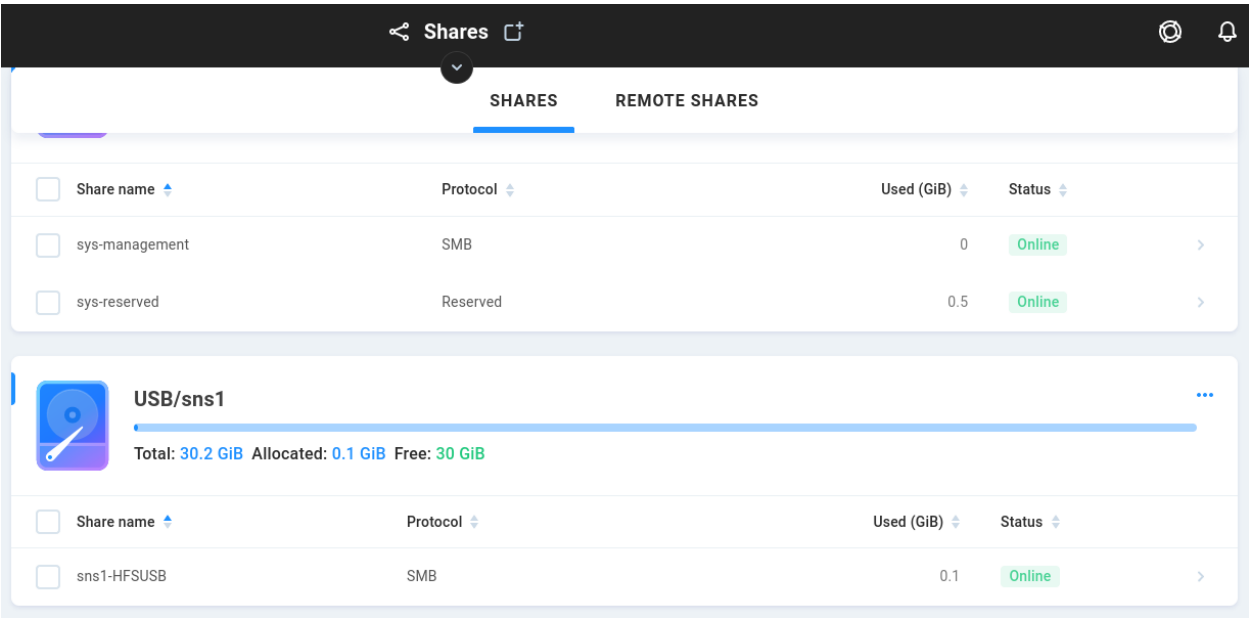 Shares
SHARES REMOTE SHARES
Share name Protocol Used (GiB) Status
sys-management SMB 0 Online
sys-reserved Reserved 0.5 Online
USB/sns1
Total: 30.2 GiB Allocated: 0.1 GiB Free: 30 GiB
Share name Protocol Used (GiB) Status
sns1-HFSUSB SMB 0.1 Online